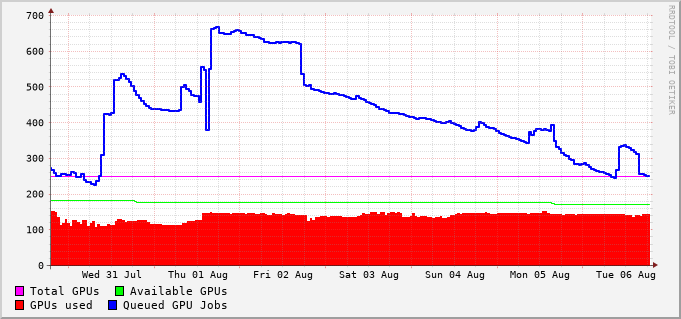 RRDTOOL / TOBI OETIKER
700
600
500
400
300
200
100
0
Wed 31 Jul Thu 01 Aug Fri 02 Aug Sat 03 Aug Sun 04 Aug Mon 05 Aug Tue 06 Aug
Total GPUs Available GPUs
GPUs used Queued GPU Jobs